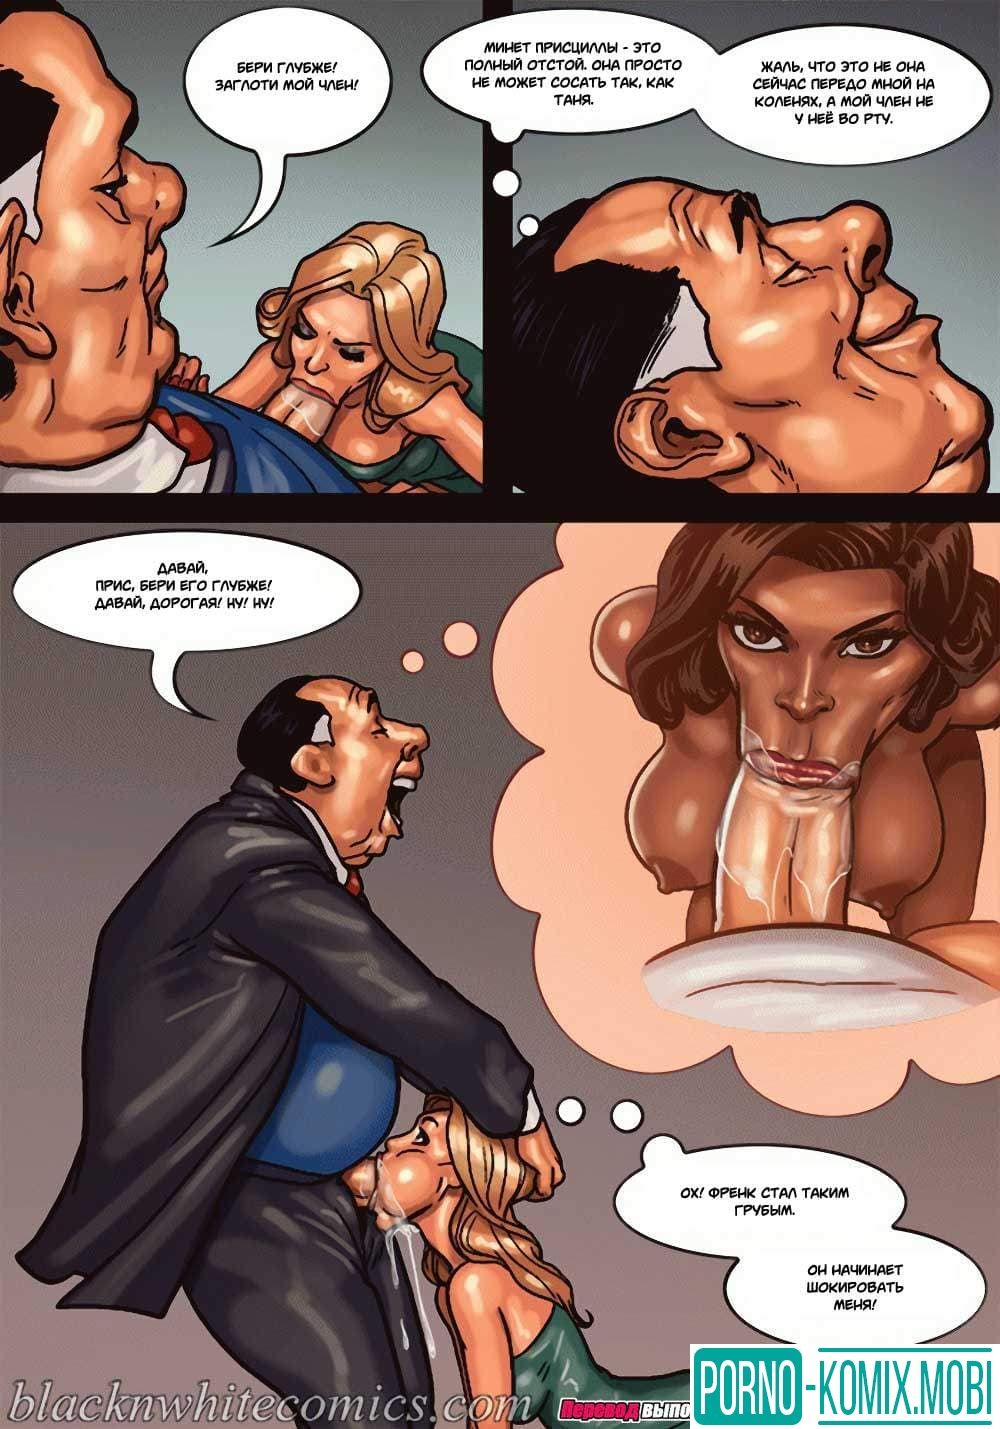 БЕРИ ГЛУБЖЕ!
ЗАГЛОТИ МОЙ ЧЛЕН!
МИНЕТ ПРИСЦИЛЛЫ - ЭТО
ПОЛНЫЙ ОТСТОЙ. ОНА ПРОСТО
НЕ МОЖЕТ СОСАТЬ ТАК, КАК
ТАНЯ.
ЖАЛЬ, ЧТО ЭТО НЕ ОНА
СЕЙЧАС ПЕРЕДО МНОЙ НА
КОЛЕНЯХ, А МОЙ ЧЛЕН НЕ
У НЕЁ ВО РТУ.
ДАВАЙ,
ПРИС, БЕРИ ЕГО ГЛУБЖЕ!
ДАВАЙ, ДОРОГАЯ! НУ! НУ!
ОХ! ФРЕНК СТАЛ ТАКИМ
ГРУБЫМ.
ОН НАЧИНАЕТ
ШОКИРОВАТЬ
МЕНЯ!
blacknwhitecomics.com
Перевод
PORNO-KOMIX.MOBI